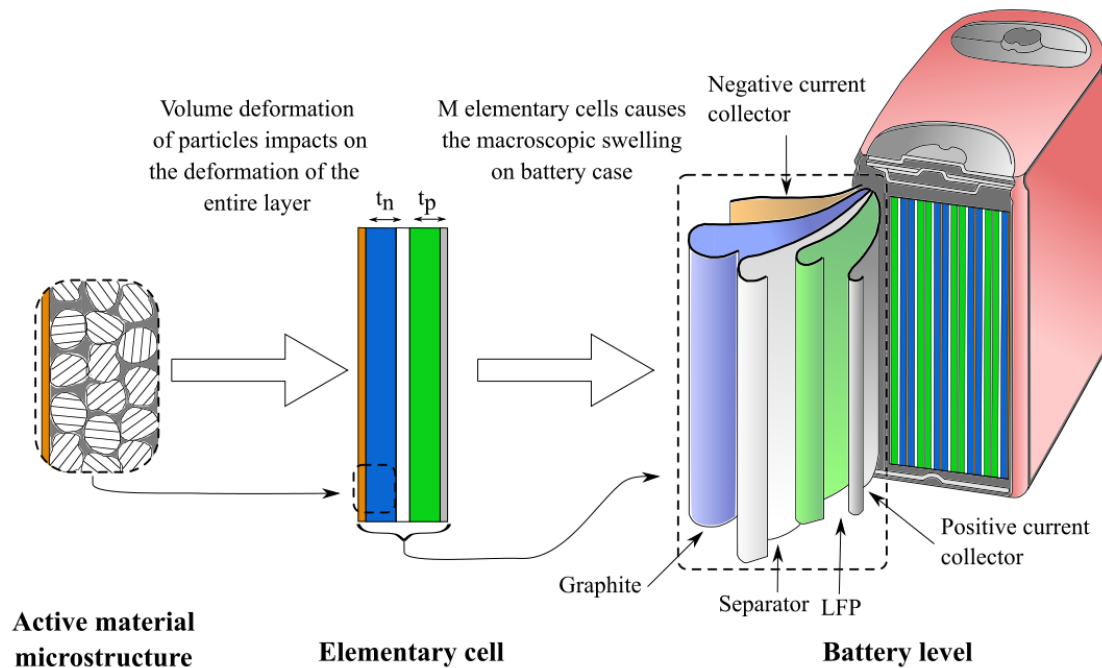 Volume deformation
of particles impacts on
the deformation of the
entire layer
M elementary cells causes
the macroscopic swelling
on battery case
Negative current
collector
tn
tp
Graphite
Separator
LFP
Positive current
collector
Active material
microstructure
Elementary cell
Battery level